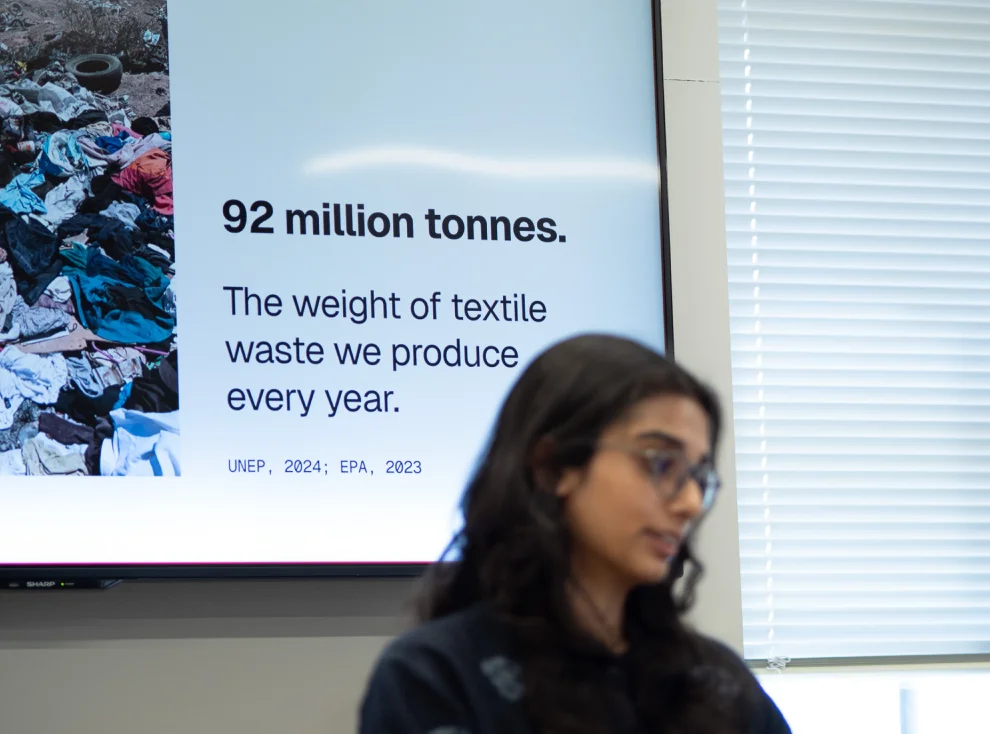 92 million tonnes.
The weight of textile
waste we produce
every year.
UNEP, 2024; EPA, 2023
SHARP